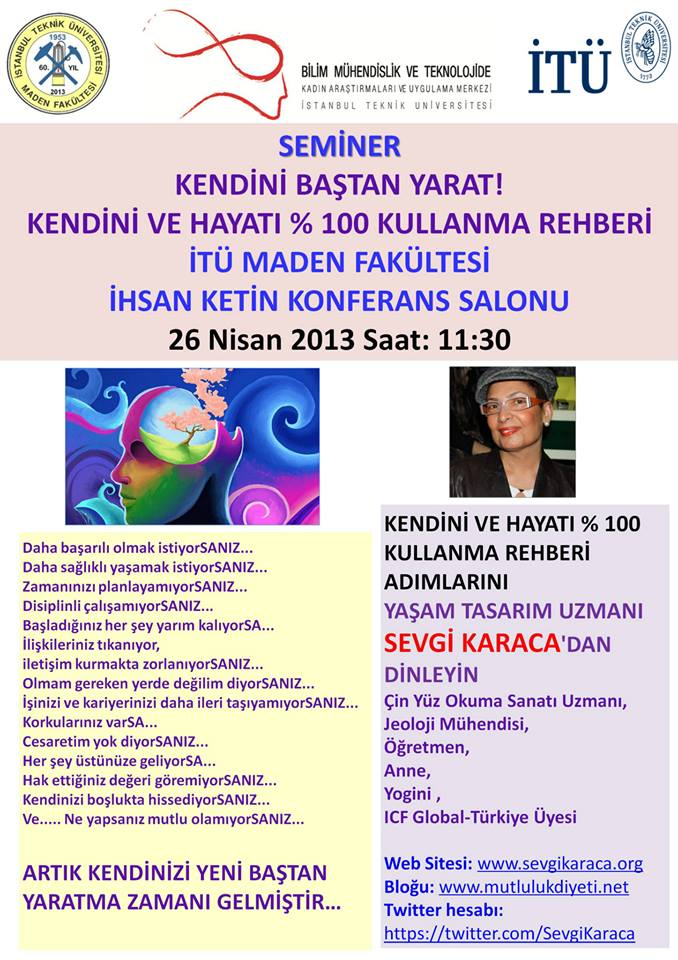 İSTANBUL TEKNİK ÜNİVERSİTESİ
1953
60. YIL
2013
MADEN FAKÜLTESİ
BİLİM MÜHENDİSLİK VE TEKNOLOJİDE
KADIN ARAŞTIRMALARI VE UYGULAMA MERKEZİ
İSTANBUL TEKNİK ÜNİVERSİTESİ
İTÜ
İSTANBUL TEKNİK ÜNİVERSİTESİ
1773
SEMİNER
KENDİNİ BAŞTAN YARAT!
KENDİNİ VE HAYATI % 100 KULLANMA REHBERİ
İTÜ MADEN FAKÜLTESİ
İHSAN KETİN KONFERANS SALONU
26 Nisan 2013 Saat: 11:30
Daha başarılı olmak istiyorSANIZ...
Daha sağlıklı yaşamak istiyorSANIZ...
Zamanınızı planlayamıyorSANIZ...
Disiplinli çalışamıyorSANIZ...
Başladığınız her şey yarım kalıyorSA...
İlişkileriniz tıkanıyor,
iletişim kurmakta zorlanıyorSANIZ...
Olmam gereken yerde değilim diyorSANIZ...
İşinizi ve kariyerinizi daha ileri taşıyamıyorSANIZ...
Korkularınız varSA...
Cesaretim yok diyorSANIZ...
Her şey üstünüze geliyorSA...
Hak ettiğiniz değeri göremiyorSANIZ...
Kendinizi boşlukta hissediyorSANIZ...
Ve..... Ne yapsanız mutlu olamıyorSANIZ...
ARTIK KENDİNİZİ YENİ BAŞTAN
YARATMA ZAMANI GELMİŞTİR...
KENDİNİ VE HAYATI % 100
KULLANMA REHBERİ
ADIMLARINI
YAŞAM TASARIM UZMANI
SEVGİ KARACA'DAN
DİNLEYİN
Çin Yüz Okuma Sanatı Uzmanı,
Jeoloji Mühendisi,
Öğretmen,
Anne,
Yogini ,
ICF Global-Türkiye Üyesi
Web Sitesi: www.sevgikaraca.org
Bloğu: www.mutlulukdiyeti.net
Twitter hesabı:
https://twitter.com/SevgiKaraca